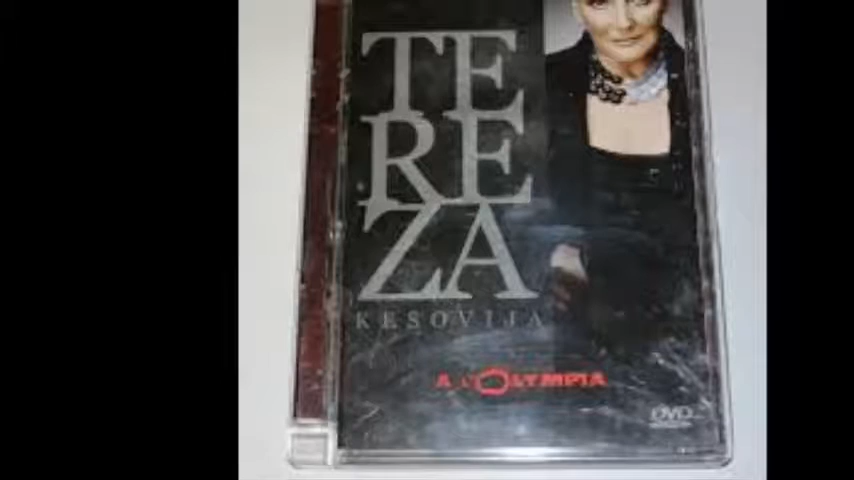 TE
RE
ZA
KESOVIJA
A L'OLYMPIA
DVD